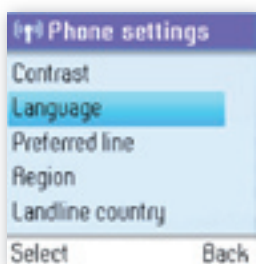 Phone settings
Contrast
Language
Preferred line
Region
Landline country
Select Back